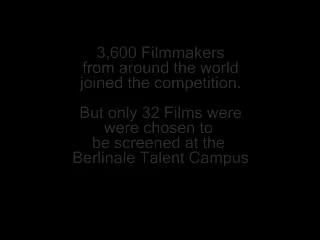 3,600 Filmmakers
from around the world
joined the competition.
But only 32 Films were
were chosen to
be screened at the
Berlinale Talent Campus